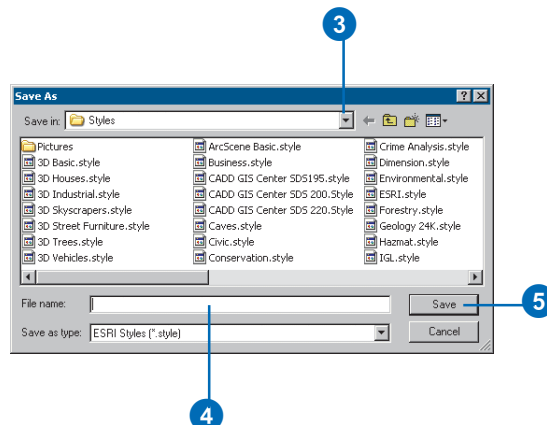 3
Save As
Save in: Styles
Pictures
3D Basic.style
3D Houses.style
3D Industrial.style
3D Skyscrapers.style
3D Street Furniture.style
3D Trees.style
3D Vehicles.style
ArcScene Basic.style
Business.style
CADD GIS Center SDS195.style
CADD GIS Center SDS 200.Style
CADD GIS Center SDS 220.Style
Caves.style
Civic.style
Conservation.style
Crime Analysis.style
Dimension.style
Environmental.style
ESRI.style
Forestry.style
Geology 24K.style
Hazmat.style
IGL.style
File name:
Save
5
Save as type: ESRI Styles (*.style)
Cancel
4